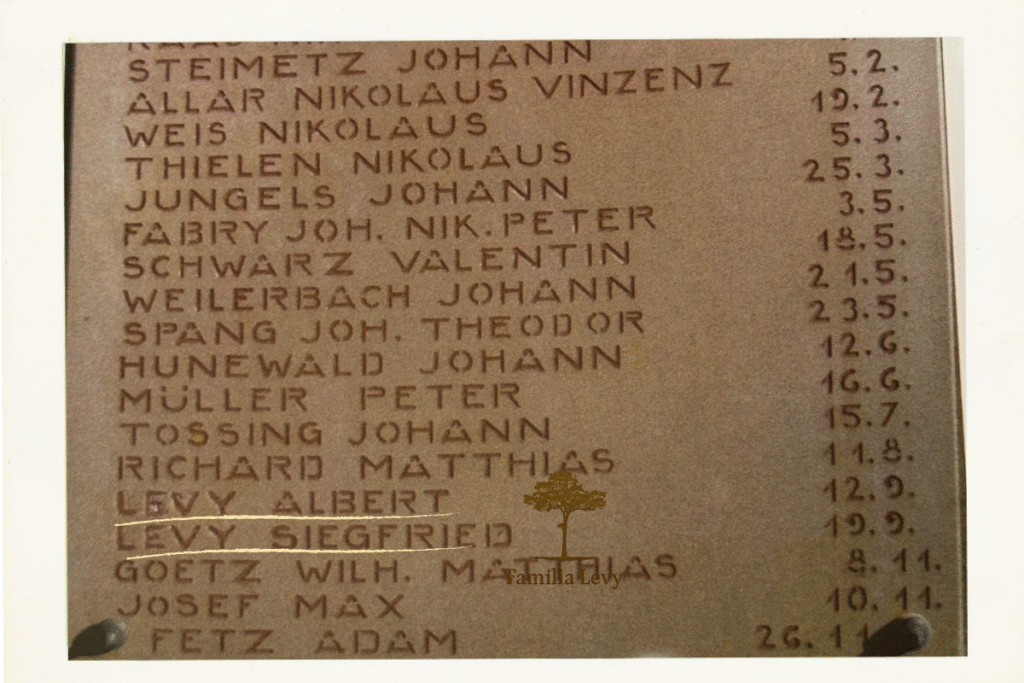 STEIMETZ JOHANN
ALLAR NIKOLAUS VINZENZ 5.2.
WEIS NIKOLAUS 19.2.
THIELEN NIKOLAUS 5.3.
JUNGELS JOHANN 25.3.
FABRY JOH. NIK. PETER 3.5.
SCHWARZ VALENTIN 18.5.
WEILERBACH JOHANN 21.5.
SPANG JOH. THEODOR 23.5.
HUNEWALD JOHANN 12.6.
MÜLLER PETER 16.6.
TOSSING JOHANN 15.7.
RICHARD MATTHIAS 11.8.
LEVY ALBERT 12.9.
LEVY SIEGFRIED 19.9.
GOETZ WILH. MATTHIAS 8.11.
Familia Levy
JOSEF MAX 10.11.
FETZ ADAM 26.11